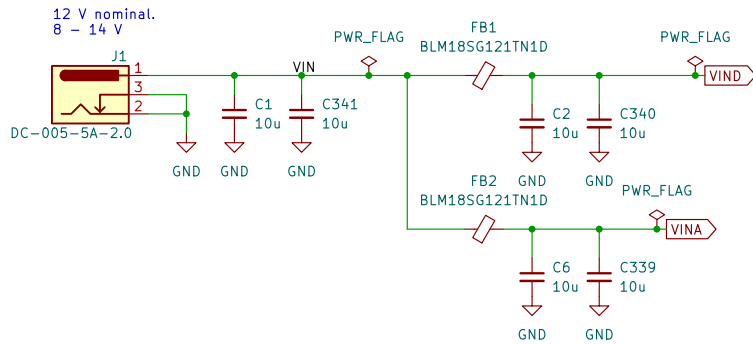 12 V nominal.
8 - 14 V
J1
1
3
2
DC-005-5A-2.0
GND
VIN
C1
10u
GND
C341
10u
GND
PWR_FLAG
FB1
BLM18SG121TN1D
PWR_FLAG
VIND
C2
10u
GND
C340
10u
GND
FB2
BLM18SG121TN1D
PWR_FLAG
VINA
C6
10u
GND
C339
10u
GND